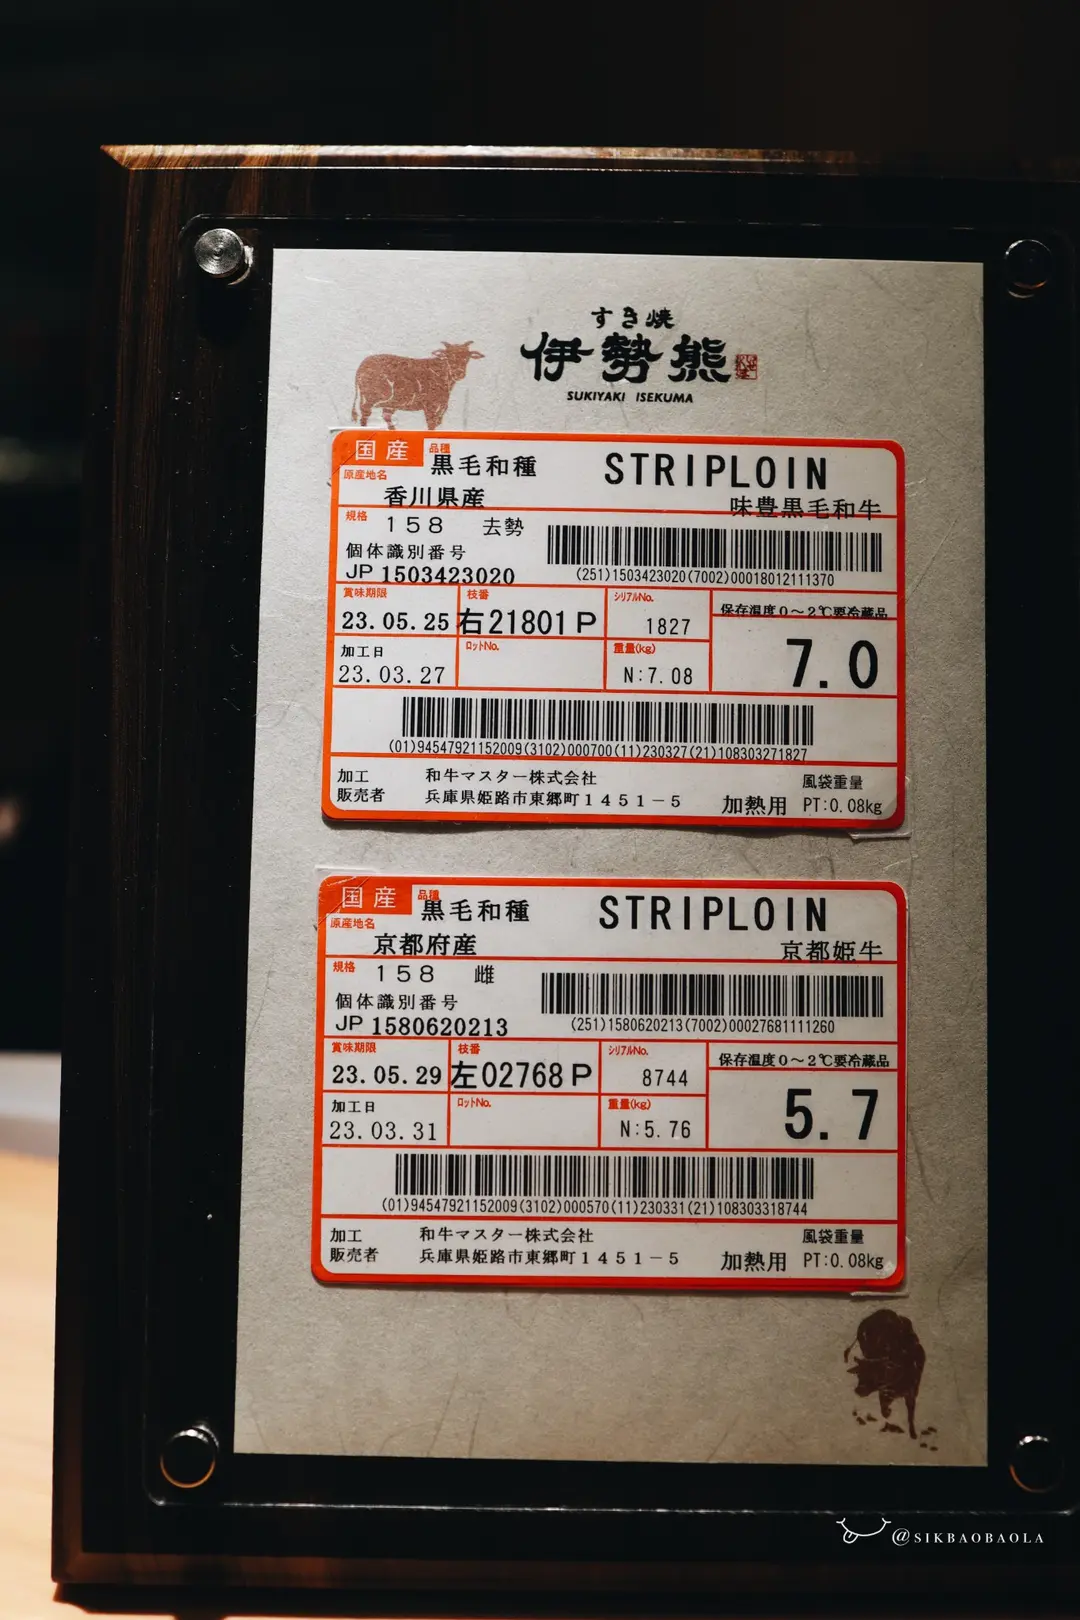 すき焼
伊勢熊
SUKIYAKI ISEKUMA
国産 品種 黒毛和種 STRIPLOIN
原産地名 香川県産 味豊黒毛和牛
規格 158 去勢
個体識別番号
JP 1503423020 (251)1503423020(7002)00018012111370
賞味期限 枝番 シリアルNo. 保存温度0～2℃要冷蔵品
23.05.25 右21801P 1827
加工日 ロットNo. 重量(kg) 7.0
23.03.27 N:7.08
(01)94547921152009(3102)000700(11)230327(21)108303271827
加工 和牛マスター株式会社 風袋重量
販売者 兵庫県姫路市東郷町1451-5 加熱用 PT:0.08kg
国産 品種 黒毛和種 STRIPLOIN
原産地名 京都府産 京都姫牛
規格 158 雌
個体識別番号
JP 1580620213 (251)1580620213(7002)00027681111260
賞味期限 枝番 シリアルNo. 保存温度0～2℃要冷蔵品
23.05.29 左02768P 8744
加工日 ロットNo. 重量(kg) 5.7
23.03.31 N:5.76
(01)94547921152009(3102)000570(11)230331(21)108303318744
加工 和牛マスター株式会社 風袋重量
販売者 兵庫県姫路市東郷町1451-5 加熱用 PT:0.08kg
@SIKBAOBAOLA